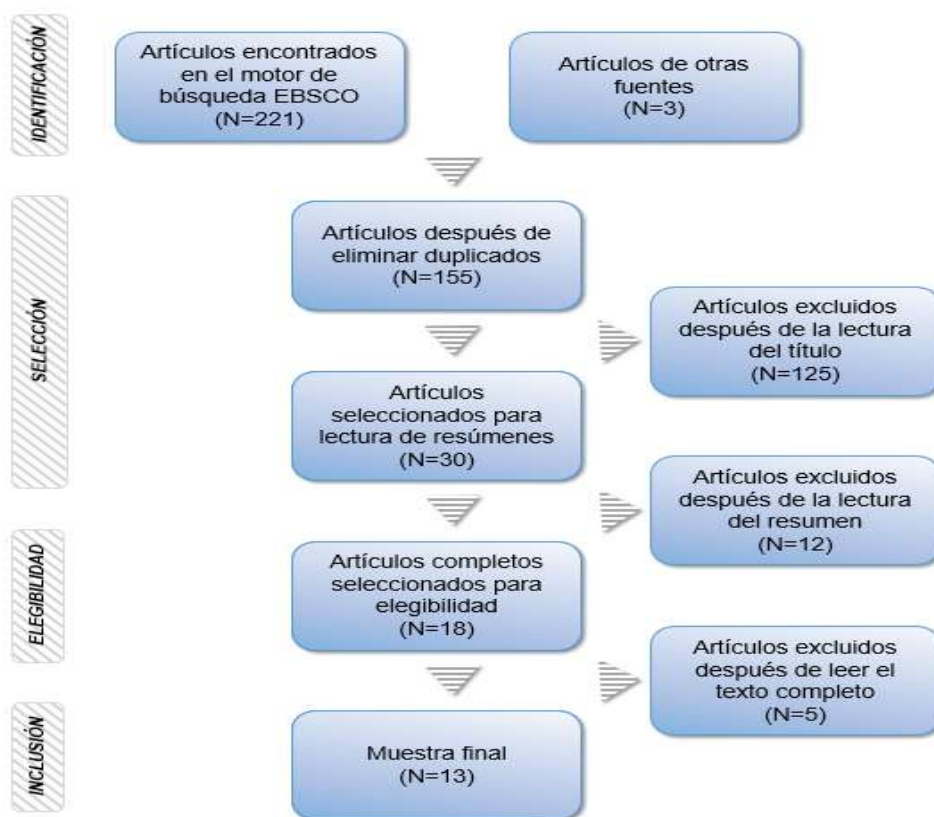 IDENTIFICACIÓN
Artículos encontrados
en el motor de
búsqueda EBSCO
(N=221)
Artículos de otras
fuentes
(N=3)
SELECCIÓN
Artículos después de
eliminar duplicados
(N=155)
Artículos excluidos
después de la lectura
del título
(N=125)
Artículos
seleccionados para
lectura de resúmenes
(N=30)
Artículos excluidos
después de la lectura
del resumen
(N=12)
ELEGIBILIDAD
Artículos completos
seleccionados para
elegibilidad
(N=18)
Artículos excluidos
después de leer el
texto completo
(N=5)
INCLUSIÓN
Muestra final
(N=13)